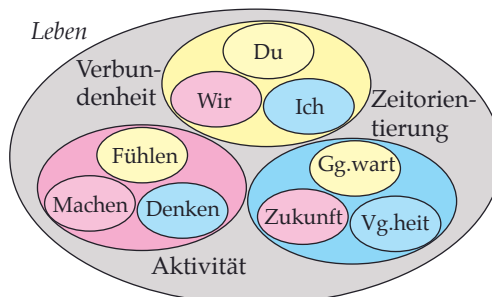 Leben
Du
Verbun-
denheit
Wir
Ich
Zeitorien-
tierung
Fühlen
Gg.wart
Machen
Denken
Zukunft
Vg.heit
Aktivität